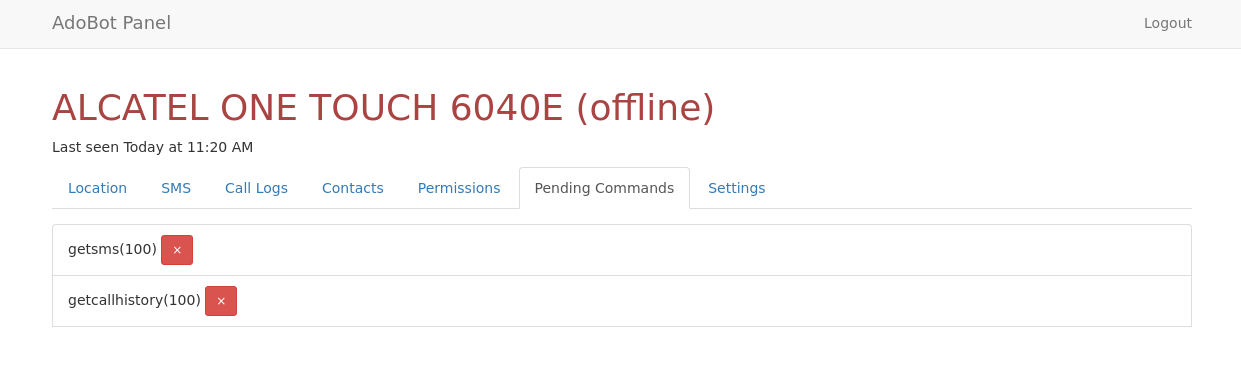 AdoBot Panel Logout
ALCATEL ONE TOUCH 6040E (offline)
Last seen Today at 11:20 AM
Location SMS Call Logs Contacts Permissions Pending Commands Settings
getsms(100) ×
getcallhistory(100) ×